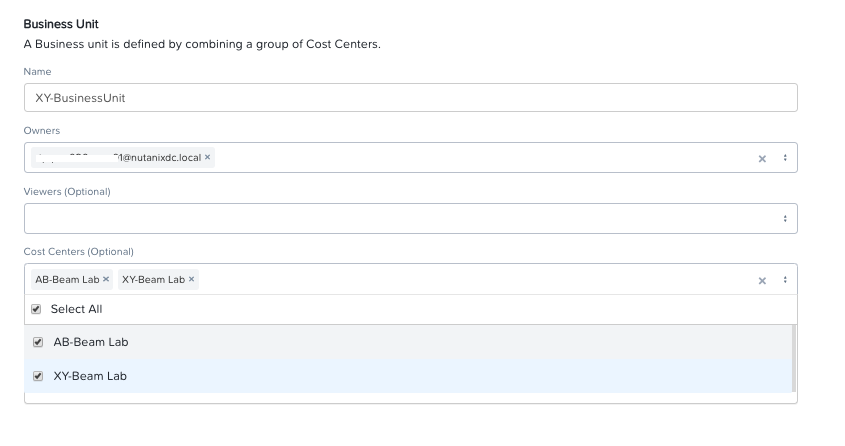 Business Unit
A Business unit is defined by combining a group of Cost Centers.
Name
XY-BusinessUnit
Owners
1@nutanixdc.local ×
Viewers (Optional)
Cost Centers (Optional)
AB-Beam Lab × XY-Beam Lab ×
Select All
AB-Beam Lab
XY-Beam Lab